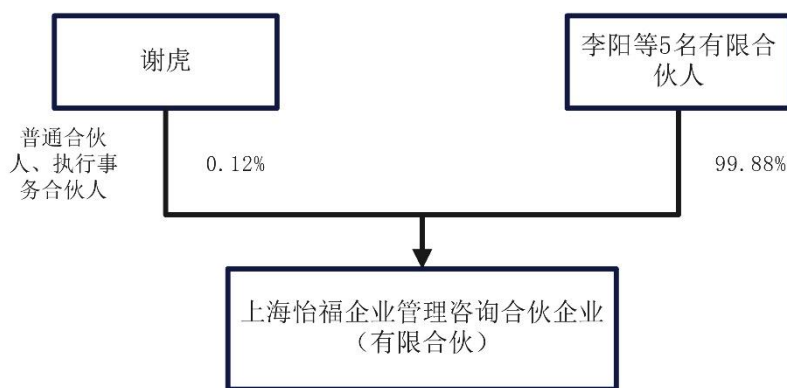 谢虎
李阳等5名有限合
伙人
普通合伙
人、执行事
务合伙人
0.12%
99.88%
上海怡福企业管理咨询合伙企业
（有限合伙）